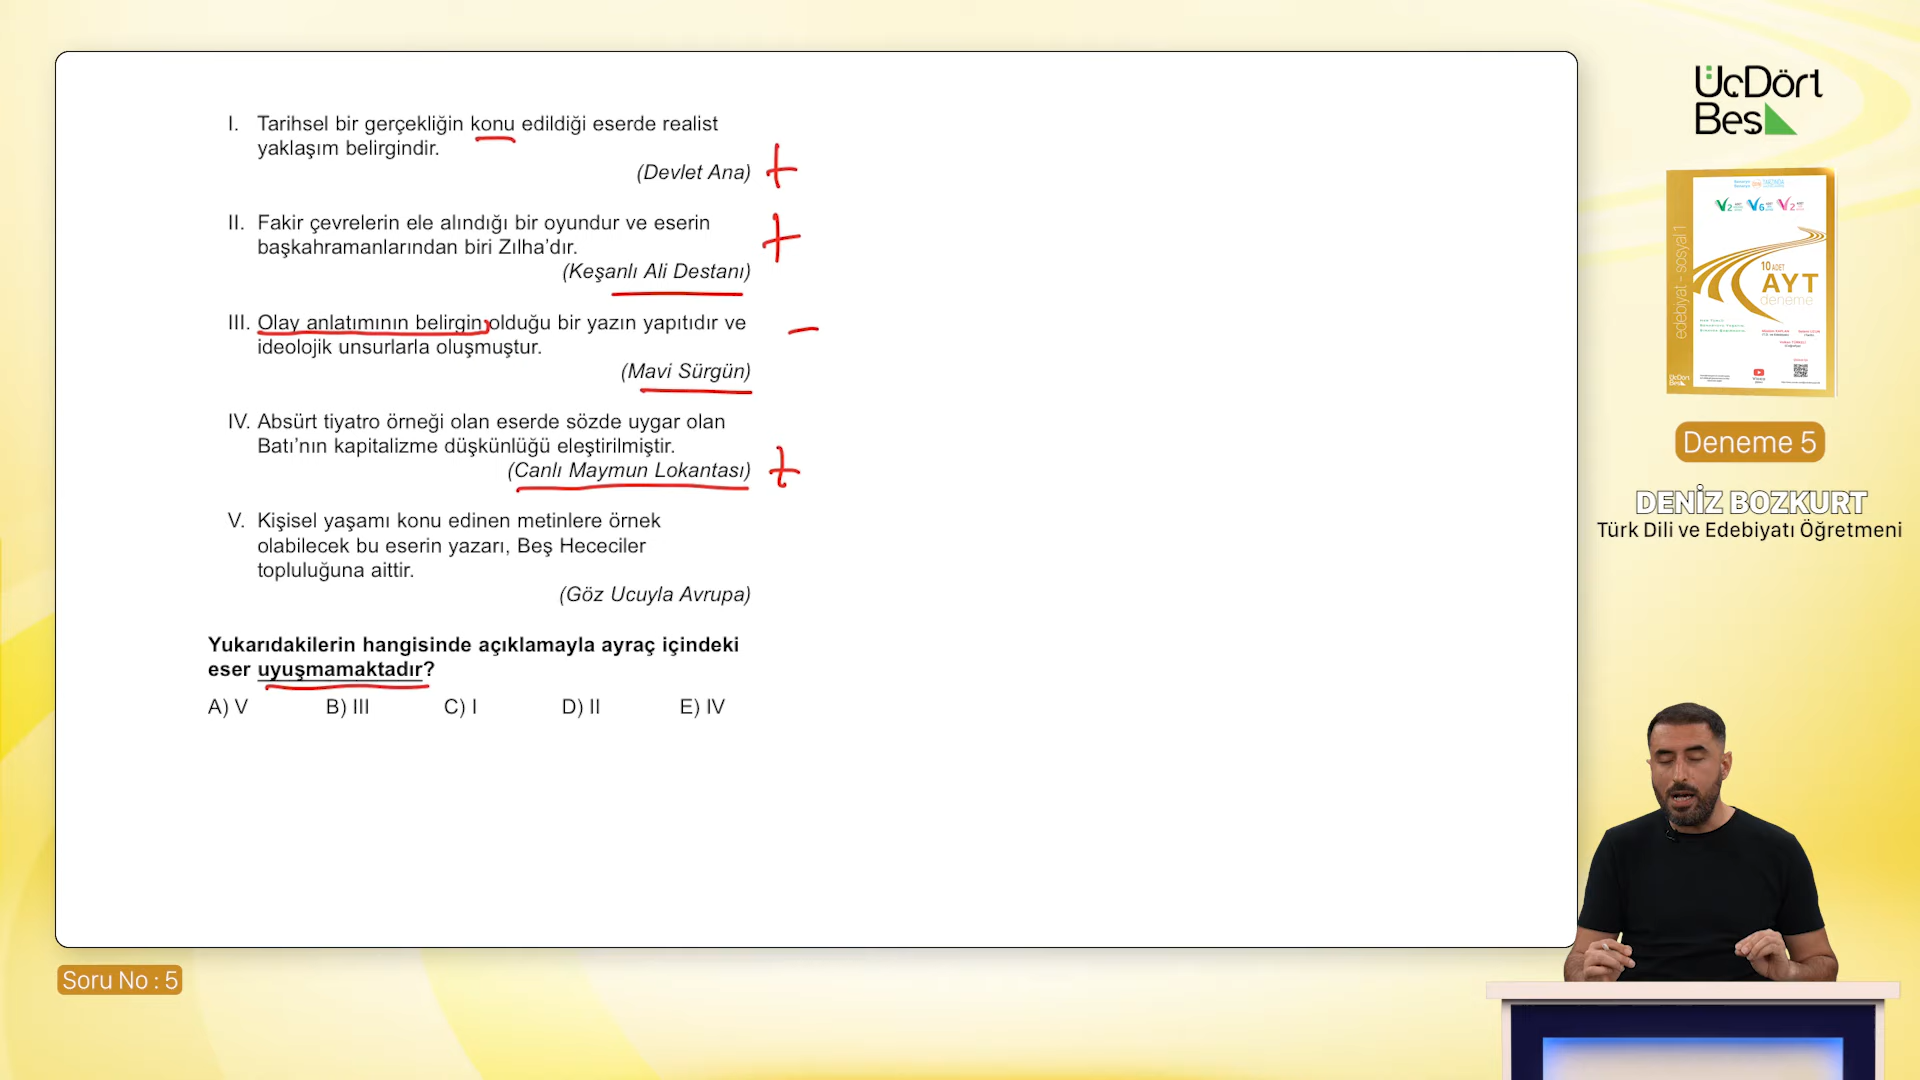 I. Tarihsel bir gerçekliğin konu edildiği eserde realist
yaklaşım belirgindir.
(Devlet Ana)
II. Fakir çevrelerin ele alındığı bir oyundur ve eserin
başkahramanlarından biri Zılha’dır.
(Keşanlı Ali Destanı)
III. Olay anlatımının belirgin olduğu bir yazın yapıtıdır ve
ideolojik unsurlarla oluşmuştur.
(Mavi Sürgün)
IV. Absürt tiyatro örneği olan eserde sözde uygar olan
Batı’nın kapitalizme düşkünlüğü eleştirilmiştir.
(Canlı Maymun Lokantası)
V. Kişisel yaşamı konu edinen metinlere örnek
olabilecek bu eserin yazarı, Beş Hececiler
topluluğuna aittir.
(Göz Ucuyla Avrupa)
Yukarıdakilerin hangisinde açıklamayla ayraç içindeki
eser uyuşmamaktadır?
A) V B) III C) I D) II E) IV
Soru No : 5
ÜçDört
Beş
edebiyat - sosyal 1
10 ADET
AYT
deneme
Deneme 5
DENİZ BOZKURT
Türk Dili ve Edebiyatı Öğretmeni